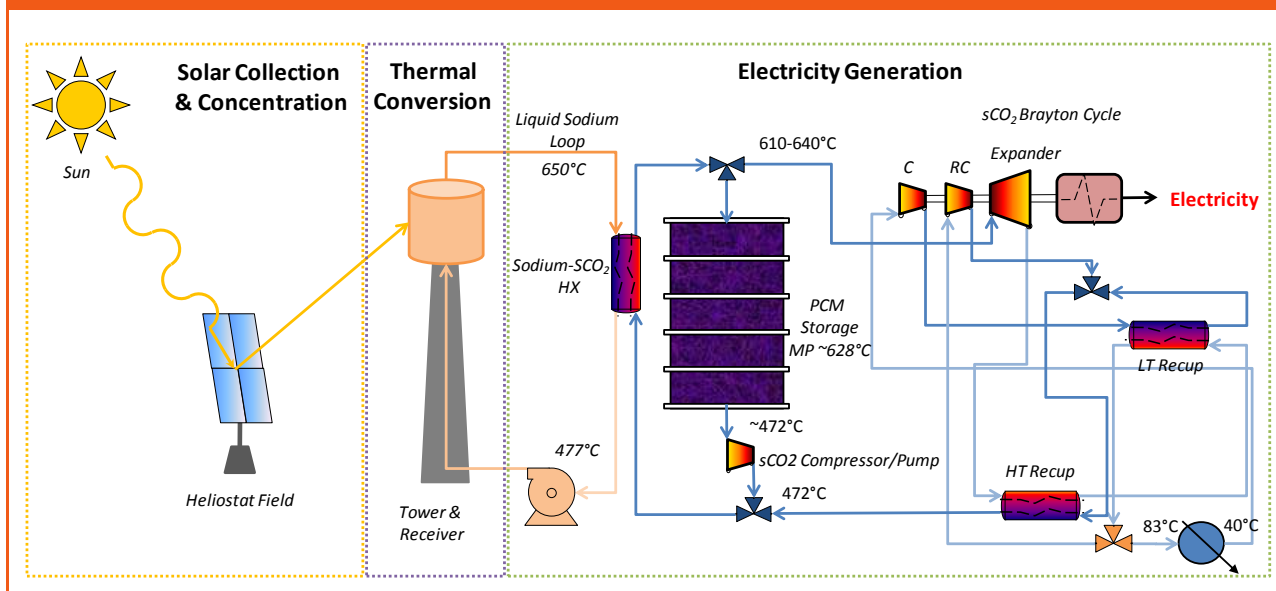 Solar Collection
& Concentration
Thermal
Conversion
Electricity Generation
Sun
Heliostat Field
Tower &
Receiver
Liquid Sodium
Loop
650°C
Sodium-SCO₂
HX
477°C
610-640°C
PCM
Storage
MP ~628°C
~472°C
sCO2 Compressor/Pump
472°C
sCO₂ Brayton Cycle
C
RC
Expander
Electricity
LT Recup
HT Recup
83°C
40°C